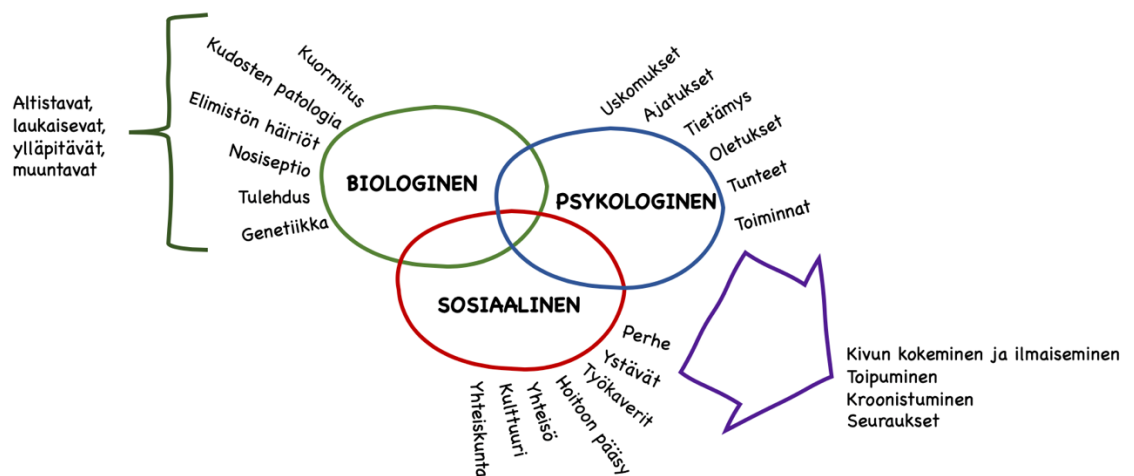 Altistavat,
laukaisevat,
ylläpitävät,
muuntavat
Kuormitus
Kudosten patologia
Elimistön häiriöt
Nosiseptio
Tulehdus
Genetiikka
BIOLOGINEN
Uskomukset
Ajatukset
Tietämys
Oletukset
Tunteet
Toiminnat
PSYKOLOGINEN
SOSIAALINEN
Perhe
Ystävät
Työkaverit
Hoitoon pääsy
Yhteisö
Kulttuuri
Yhteiskunta
Kivun kokeminen ja ilmaiseminen
Toipuminen
Kroonistuminen
Seuraukset